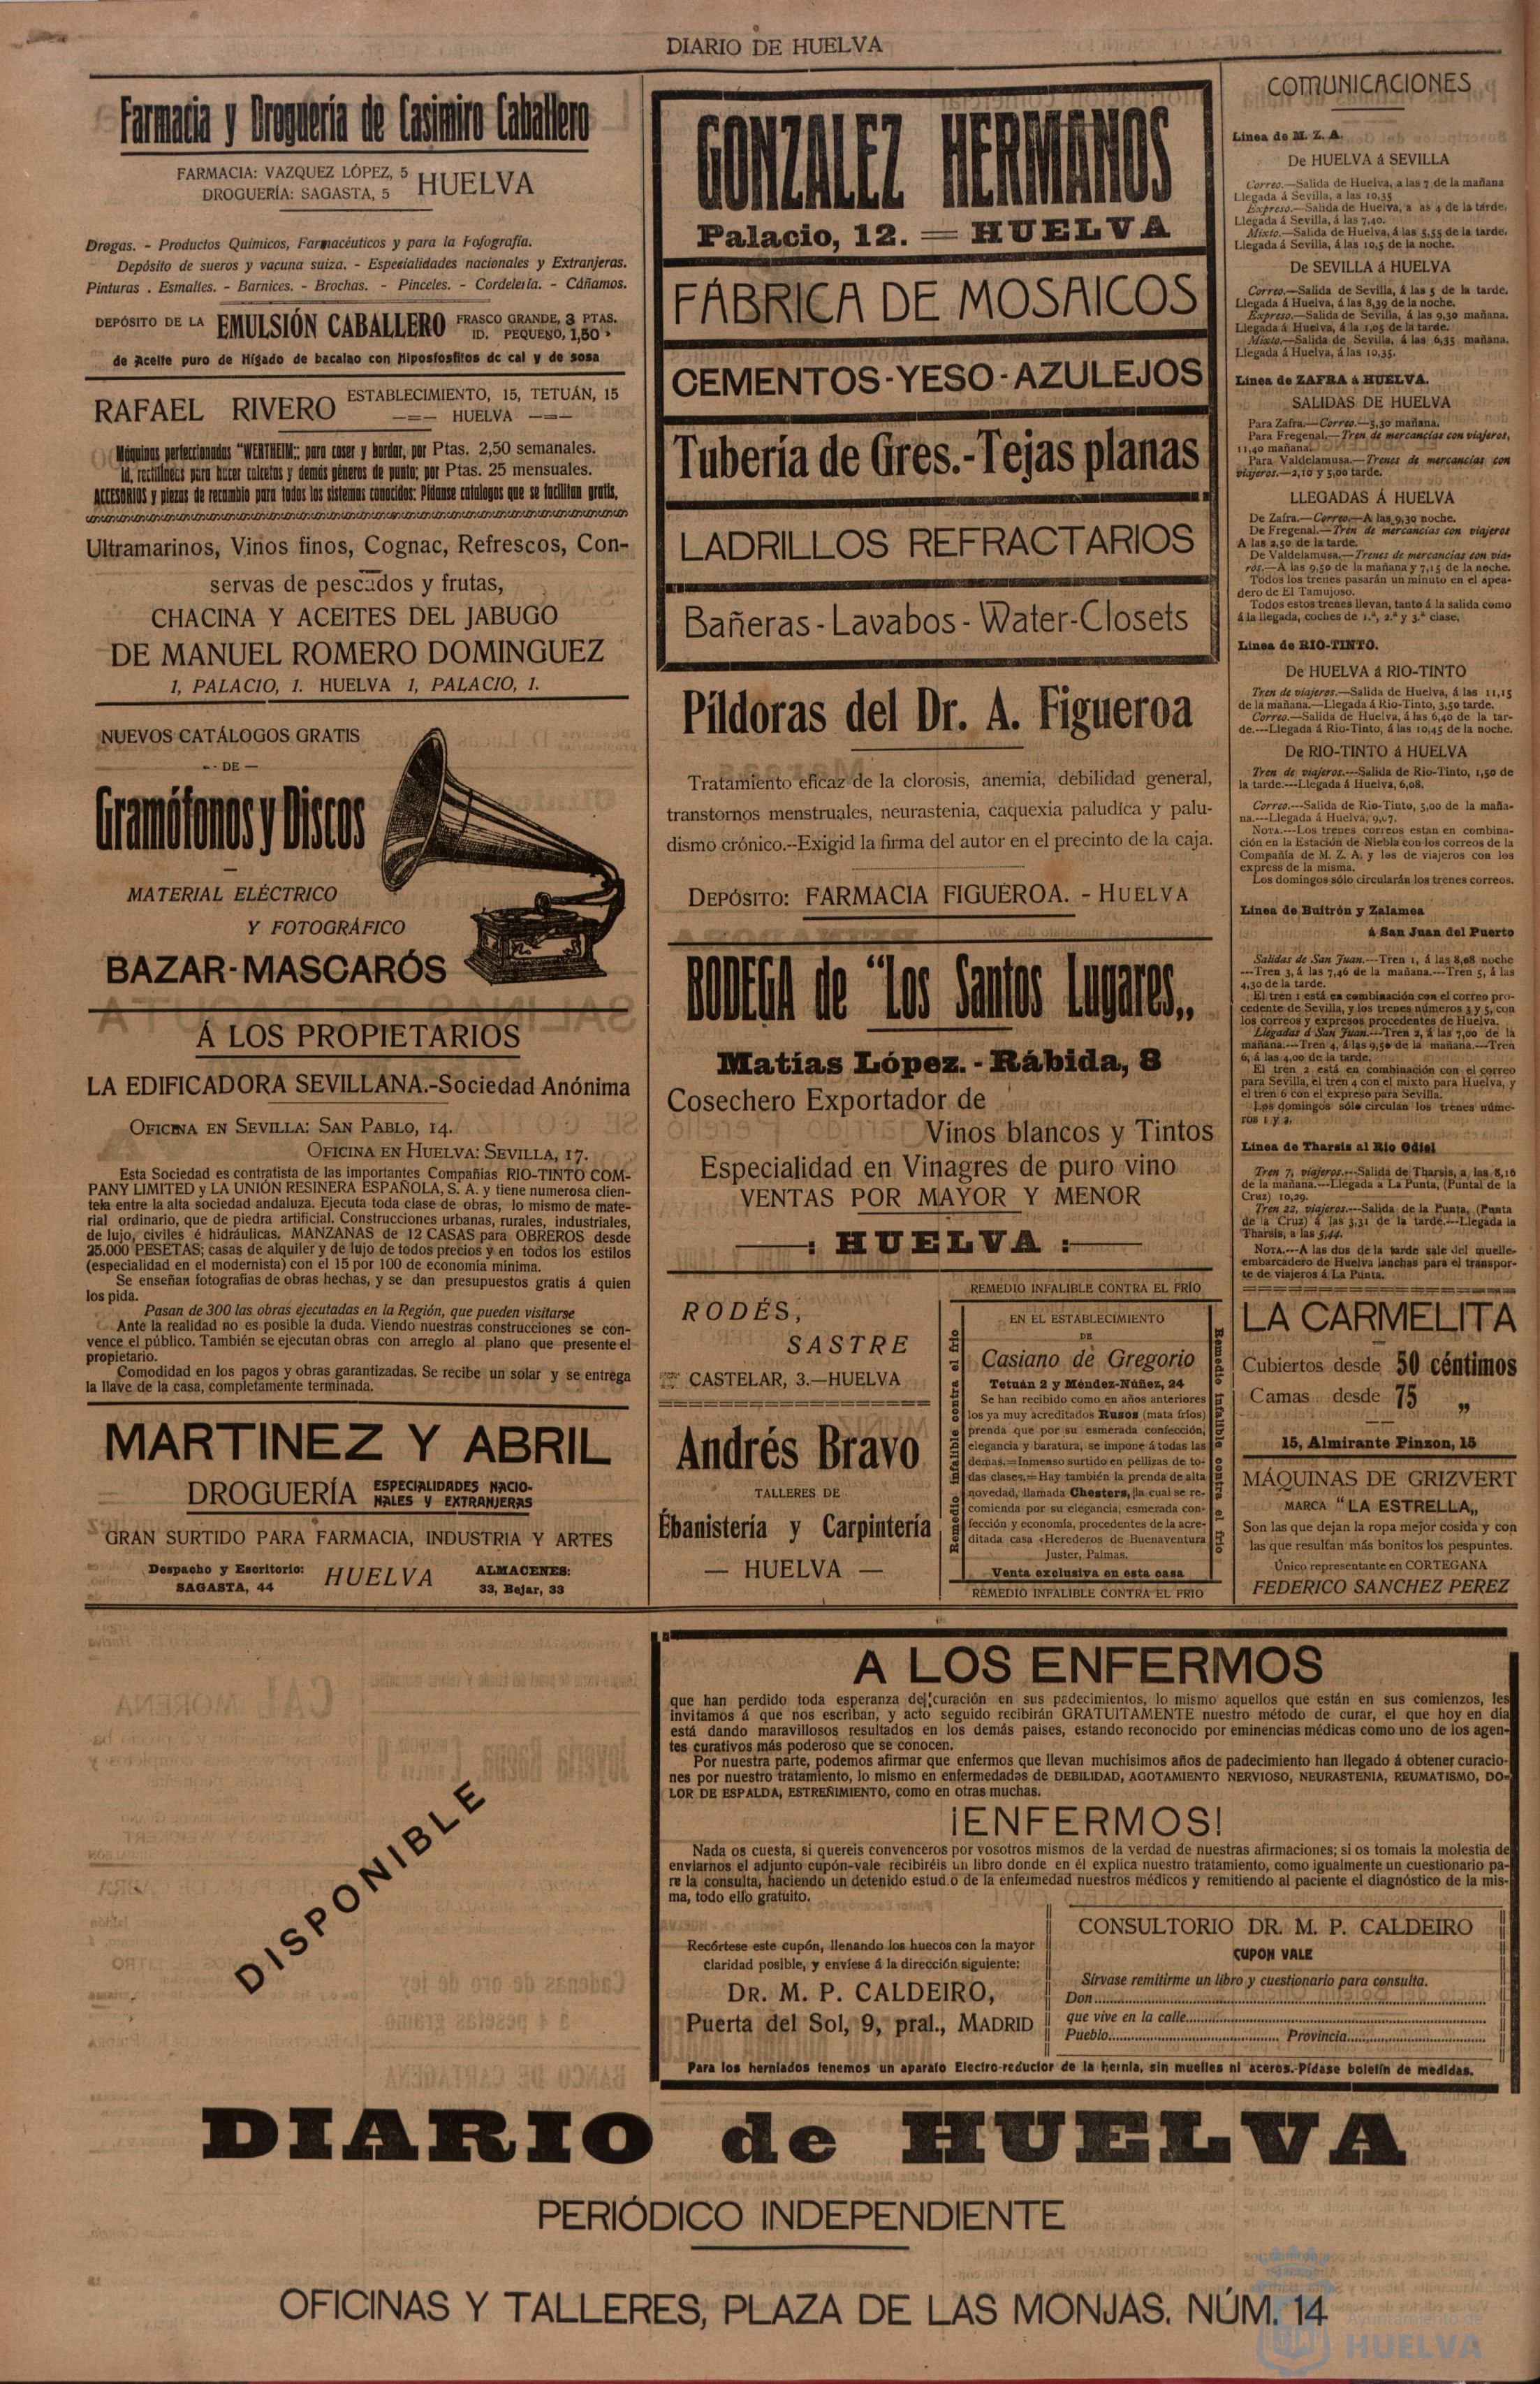 DIARIO DE HUELVA
Farmacia y Droguería de Casimiro Caballero
FARMACIA: VAZQUEZ LÓPEZ, 5
DROGUERÍA: SAGASTA, 5
HUELVA
Drogas. - Productos Químicos, Farmacéuticos y para la Fofografía.
Depósito de sueros y vacuna suiza. - Especialidades nacionales y Extranjeras.
Pinturas . Esmaltes. - Barnices. - Brochas. - Pinceles. - Cordelería. - Cáñamos.
DEPÓSITO DE LA EMULSIÓN CABALLERO FRASCO GRANDE, 3 PTAS.
ID. PEQUEÑO, 1,50 »
de Aceite puro de Hígado de bacalao con Hiposfosfitos de cal y de sosa
RAFAEL RIVERO ESTABLECIMIENTO, 15, TETUÁN, 15
-=- HUELVA -=-
Máquinas perfeccionadas "WERTHEIM;; para coser y bordar, por Ptas. 2,50 semanales.
Id, rectilíneas para hacer calcetas y demás géneros de punto; por Ptas. 25 mensuales.
ACCESORIOS y piezas de recambio para todos los sistemas conocidos: Pídanse catalogos que se facilitan gratis,
Ultramarinos, Vinos finos, Cognac, Refrescos, Con-
servas de pescados y frutas,
CHACINA Y ACEITES DEL JABUGO
DE MANUEL ROMERO DOMINGUEZ
1, PALACIO, 1. HUELVA 1, PALACIO, 1.
NUEVOS CATÁLOGOS GRATIS
-- DE —
Gramófonos y Discos
MATERIAL ELÉCTRICO
Y FOTOGRÁFICO
BAZAR-MASCARÓS
Á LOS PROPIETARIOS
LA EDIFICADORA SEVILLANA.-Sociedad Anónima
OFICINA EN SEVILLA: SAN PABLO, 14.
OFICINA EN HUELVA: SEVILLA, 17.
Esta Sociedad es contratista de las importantes Compañías RIO-TINTO COM-
PANY LIMITED y LA UNIÓN RESINERA ESPAÑOLA, S. A. y tiene numerosa clien-
tela entre la alta sociedad andaluza. Ejecuta toda clase de obras, lo mismo de mate-
rial ordinario, que de piedra artificial. Construcciones urbanas, rurales, industriales,
de lujo, civiles é hidráulicas. MANZANAS de 12 CASAS para OBREROS desde
25.000 PESETAS; casas de alquiler y de lujo de todos precios y en todos los estilos
(especialidad en el modernista) con el 15 por 100 de economía mínima.
Se enseñan fotografias de obras hechas, y se dan presupuestos gratis á quien
los pida.
Pasan de 300 las obras ejecutadas en la Región, que pueden visitarse
Ante la realidad no es posible la duda. Viendo nuestras construcciones se con-
vence el público. También se ejecutan obras con arreglo al plano que presente el
propietario.
Comodidad en los pagos y obras garantizadas. Se recibe un solar y se entrega
la llave de la casa, completamente terminada.
MARTINEZ Y ABRIL
DROGUERÍA ESPECIALIDADES NACIO-
NALES Y EXTRANJERAS
GRAN SURTIDO PARA FARMACIA, INDUSTRIA Y ARTES
Despacho y Escritorio:
SAGASTA, 44
HUELVA
ALMACENES:
33, Bejar, 33
GONZALEZ HERMANOS
Palacio, 12. = HUELVA
FÁBRICA DE MOSAICOS
CEMENTOS-YESO-AZULEJOS
Tubería de Gres.-Tejas planas
LADRILLOS REFRACTARIOS
Bañeras - Lavabos - Water-Closets
Píldoras del Dr. A. Figueroa
Tratamiento eficaz de la clorosis, anemia, debilidad general,
transtornos menstruales, neurastenia, caquexia paludica y palu-
dismo crónico.--Exigid la firma del autor en el precinto de la caja.
DEPÓSITO: FARMACIA FIGUEROA. - HUELVA
BODEGA de "Los Santos Lugares„
Matías López. - Rábida, 8
Cosechero Exportador de
Vinos blancos y Tintos
Especialidad en Vinagres de puro vino
VENTAS POR MAYOR Y MENOR
: HUELVA :
RODÉS,
SASTRE
CASTELAR, 3.—HUELVA
Andrés Bravo
TALLERES DE
Ébanistería y Carpintería
— HUELVA —
REMEDIO INFALIBLE CONTRA EL FRÍO
Remedio infalible contra el frío
EN EL ESTABLECIMIENTO
DE
Casiano de Gregorio
Tetuán 2 y Méndez-Núñez, 24
Se han recibido como en años anteriores
los ya muy acreditados Rusos (mata fríos)
prenda que por su esmerada confección,
elegancia y baratura, se impone á todas las
demas.=Inmenso surtido en pellizas de to-
das clases.=Hay también la prenda de alta
novedad, llamada Chesters, la cual se re-
comienda por su elegancia, esmerada con-
fección y economía, procedentes de la acre-
ditada casa «Herederos de Buenaventura
Juster, Palmas.
Venta exclusiva en esta casa
Remedio infalible contra el frío
REMEDIO INFALIBLE CONTRA EL FRIO
COMUNICACIONES
Línea de M. Z. A.
De HUELVA á SEVILLA
Correo.—Salida de Huelva, a las 7 de la mañana
Llegada á Sevilla, a las 10,35
Expreso.—Salida de Huelva, a as 4 de la tarde.
Llegada á Sevilla, á las 7,40.
Mixto.—Salida de Huelva, á las 5,55 de la tarde.
Llegada á Sevilla, á las 10,5 de la noche.
De SEVILLA á HUELVA
Correo.—Salida de Sevilla, á las 5 de la tarde.
Llegada á Huelva, á las 8,39 de la noche.
Expreso.—Salida de Sevilla, á las 9,30 mañana.
Llegada á Huelva, á la 1,05 de la tarde.
Mixto.—Salida de Sevilla, á las 6,35 mañana.
Llegada á Huelva, á las 10,35.
Línea de ZAFRA á HUELVA.
SALIDAS DE HUELVA
Para Zafra.—Correo.—5,30 mañana.
Para Fregenal.—Tren de mercancías con viajeros,
11,40 mañana.
Para Valdelamusa.—Trenes de mercancías con
viajeros.—2,10 y 5,00 tarde.
LLEGADAS Á HUELVA
De Zafra.—Correo.—A las 9,30 noche.
De Fregenal.—Tren de mercancías con viajeros
A las 2,50 de la tarde.
De Valdelamusa.—Trenes de mercancías con via-
ros.—A las 9,50 de la mañana y 7,15 de la noche.
Todos los trenes pasarán un minuto en el apea-
dero de El Tamujoso.
Todos estos trenes llevan, tanto á la salida como
á la llegada, coches de 1.ª, 2.ª y 3.ª clase.
Línea de RIO-TINTO.
De HUELVA á RIO-TINTO
Tren de viajeros.—Salida de Huelva, á las 11,15
de la mañana.—Llegada á Rio-Tinto, 3,50 tarde.
Correo.—Salida de Huelva, á las 6,40 de la tar-
de.---Llegada á Rio-Tinto, á las 10,45 de la noche.
De RIO-TINTO á HUELVA
Tren de viajeros.---Salida de Rio-Tinto, 1,50 de
la tarde.---Llegada á Huelva, 6,08.
Correo.---Salida de Rio-Tinto, 5,00 de la maña-
na.---Llegada á Huelva, 9,07.
NOTA.---Los trenes correos estan en combina-
ción en la Estación de Niebla con los correos de la
Compañía de M. Z. A. y los de viajeros con los
express de la misma.
Los domingos sólo circularán los trenes correos.
Línea de Buitrón y Zalamea
á San Juan del Puerto
Salidas de San Juan.---Tren 1, á las 8,08 noche
---Tren 3, á las 7,46 de la mañana.---Tren 5, á las
4,30 de la tarde.
El tren 1 está en combinación con el correo pro-
cedente de Sevilla, y los trenes números 3 y 5, con
los correos y expresos procedentes de Huelva.
Llegadas á San Juan.---Tren 2, á las 7,00 de la
mañana.---Tren 4, á las 9,50 de la mañana.---Tren
6, á las 4,00 de la tarde.
El tren 2 está en combinación con el correo
para Sevilla, el tren 4 con el mixto para Huelva, y
el tren 6 con el expreso para Sevilla.
Los domingos sólo circulan los trenes núme-
ros 1 y 2.
Línea de Tharsis al Rio Odiel
Tren 7, viajeros.---Salida de Tharsis, a las 8,16
de la mañana.---Llegada a La Punta, (Puntal de la
Cruz) 10,29.
Tren 22, viajeros.---Salida de la Punta, (Punta
de la Cruz) á las 3,31 de la tarde.---Llegada la
Tharsis, a las 5,44.
NOTA.---A las dos de la tarde sale del muelle-
embarcadero de Huelva lanchas para el transpor-
te de viajeros á La Punta.
LA CARMELITA
Cubiertos desde 50 céntimos
Camas desde 75 „
15, Almirante Pinzon, 15
MÁQUINAS DE GRIZVERT
MARCA "LA ESTRELLA„
Son las que dejan la ropa mejor cosida y con
las que resultan más bonitos los pespuntes.
Único representante en CORTEGANA
FEDERICO SANCHEZ PEREZ
DISPONIBLE
A LOS ENFERMOS
que han perdido toda esperanza de curación en sus padecimientos, lo mismo aquellos que están en sus comienzos, les
invitamos á que nos escriban, y acto seguido recibirán GRATUITAMENTE nuestro método de curar, el que hoy en dia
está dando maravillosos resultados en los demás paises, estando reconocido por eminencias médicas como uno de los agen-
tes curativos más poderoso que se conocen.
Por nuestra parte, podemos afirmar que enfermos que llevan muchísimos años de padecimiento han llegado á obtener curacio-
nes por nuestro tratamiento, lo mismo en enfermedades de DEBILIDAD, AGOTAMIENTO NERVIOSO, NEURASTENIA, REUMATISMO, DO-
LOR DE ESPALDA, ESTREÑIMIENTO, como en otras muchas.
¡ENFERMOS!
Nada os cuesta, si quereis convenceros por vosotros mismos de la verdad de nuestras afirmaciones; si os tomais la molestia de
enviarnos el adjunto cupón-vale recibiréis un libro donde en él explica nuestro tratamiento, como igualmente un cuestionario pa-
re la consulta, haciendo un detenido estud.o de la enfermedad nuestros médicos y remitiendo al paciente el diagnóstico de la mis-
ma, todo ello gratuito.
Recórtese este cupón, llenando los huecos con la mayor
claridad posible, y envíese á la dirección siguiente:
DR. M. P. CALDEIRO,
Puerta del Sol, 9, pral., MADRID
CONSULTORIO DR. M. P. CALDEIRO
CUPON VALE
Sírvase remitirme un libro y cuestionario para consulta.
Don..........
que vive en la calle..........
Pueblo.......... Provincia..........
Para los herniados tenemos un aparato Electro-reductor de la hernia, sin muelles ni aceros.-Pídase boletín de medidas.
DIARIO de HUELVA
PERIÓDICO INDEPENDIENTE
OFICINAS Y TALLERES, PLAZA DE LAS MONJAS. NÚM. 14
Ayuntamiento de
HUELVA